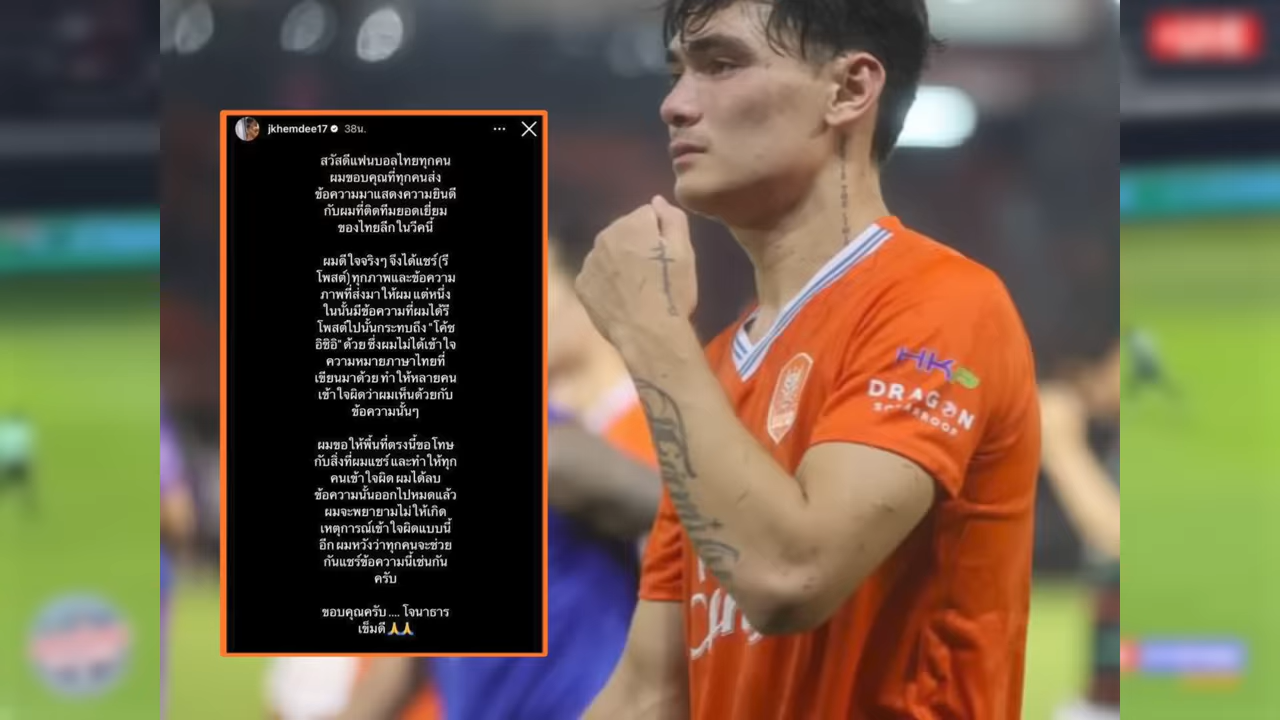 jkhemdee17 38น.
สวัสดีแฟนบอลไทยทุกคน
ผมขอบคุณที่ทุกคนส่ง
ข้อความมาแสดงความยินดี
กับผมที่ติดทีมยอดเยี่ยม
ของไทยลีกในวีคนี้
ผมดีใจจริงๆ จึงได้แชร์(รี
โพสต์) ทุกภาพและข้อความ
ภาพที่ส่งมาให้ผม แต่หนึ่ง
ในนั้นมีข้อความที่ผมได้รี
โพสต์ไปนั้นกระทบถึง "โค้ช
อิชิอิ" ด้วย ซึ่งผมไม่ได้เข้าใจ
ความหมายภาษาไทยที่
เขียนมาด้วย ทำให้หลายคน
เข้าใจผิดว่าผมเห็นด้วยกับ
ข้อความนั้นๆ
ผมขอให้พื้นที่ตรงนี้ขอโทษ
กับสิ่งที่ผมแชร์ และทำให้ทุก
คนเข้าใจผิด ผมได้ลบ
ข้อความนั้นออกไปหมดแล้ว
ผมจะพยายามไม่ให้เกิด
เหตุการณ์เข้าใจผิดแบบนี้
อีก ผมหวังว่าทุกคนจะช่วย
กันแชร์ข้อความนี้เช่นกัน
ครับ
ขอบคุณครับ .... โจนาธาร
เข็มดี🙏🙏
HKP
DRAGON